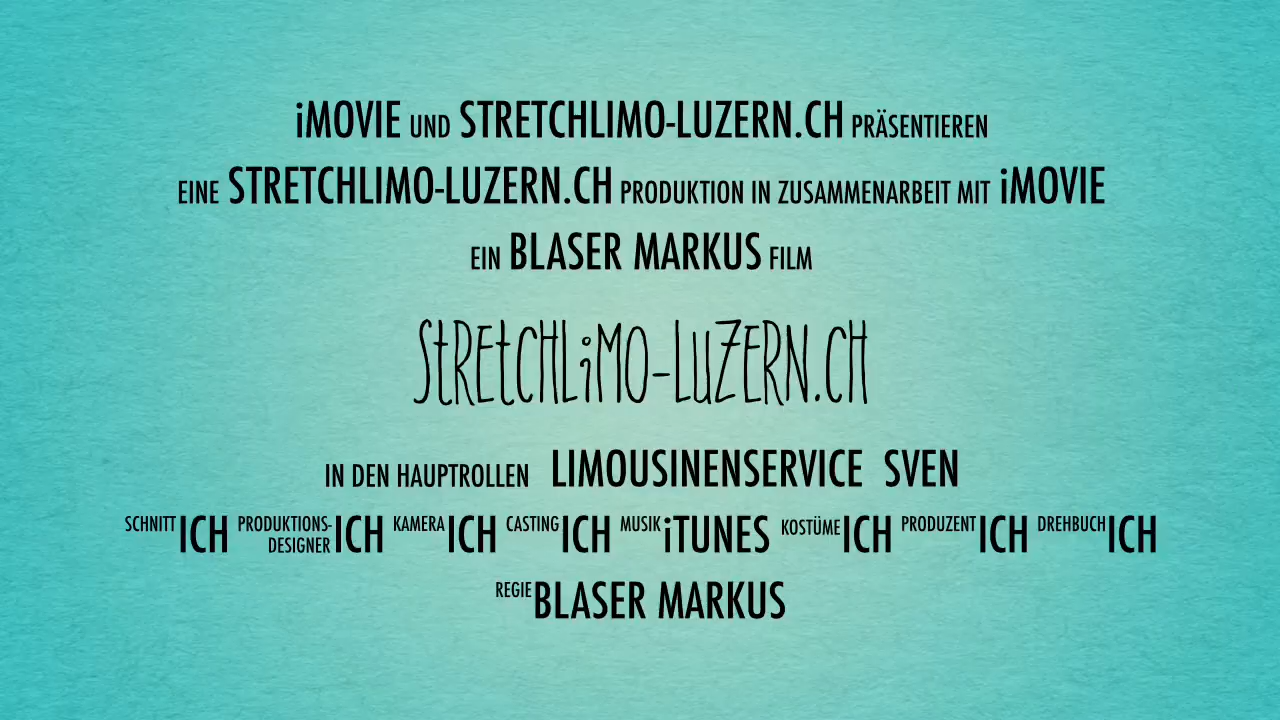 iMOVIE UND STRETCHLIMO-LUZERN.CH PRÄSENTIEREN
EINE STRETCHLIMO-LUZERN.CH PRODUKTION IN ZUSAMMENARBEIT MIT iMOVIE
EIN BLASER MARKUS FILM
STRETCHLiMO-LUZERN.CH
IN DEN HAUPTROLLEN LIMOUSINENSERVICE SVEN
SCHNITT ICH PRODUKTIONS-DESIGNER ICH KAMERA ICH CASTING ICH MUSIK iTUNES KOSTÜME ICH PRODUZENT ICH DREHBUCH ICH
REGIE BLASER MARKUS